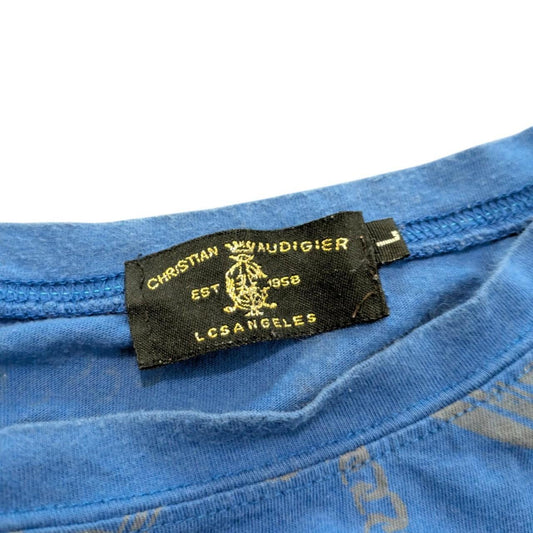 CHRISTIAN AUDIGIER
EST 1958
LOS ANGELES
L